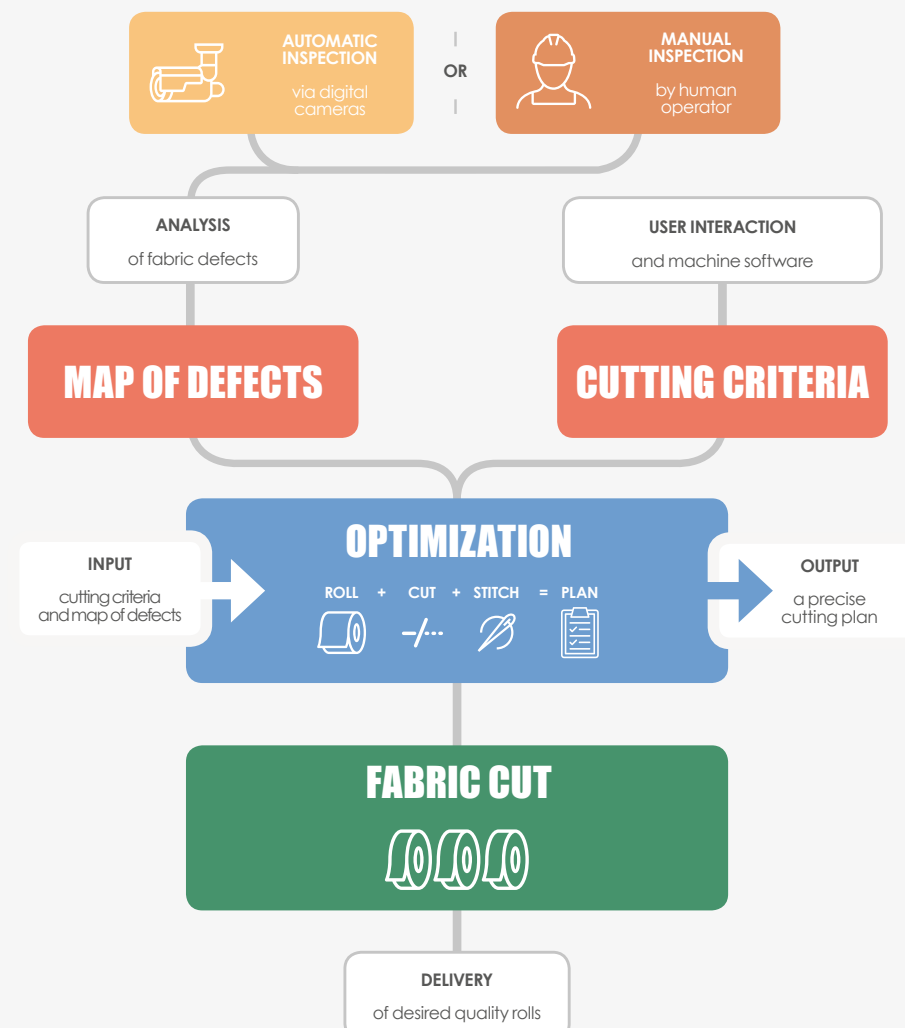 AUTOMATIC
INSPECTION
via digital
cameras
OR
MANUAL
INSPECTION
by human
operator
ANALYSIS
of fabric defects
USER INTERACTION
and machine software
MAP OF DEFECTS
CUTTING CRITERIA
OPTIMIZATION
INPUT
cutting criteria
and map of defects
ROLL + CUT + STITCH = PLAN
OUTPUT
a precise
cutting plan
FABRIC CUT
DELIVERY
of desired quality rolls